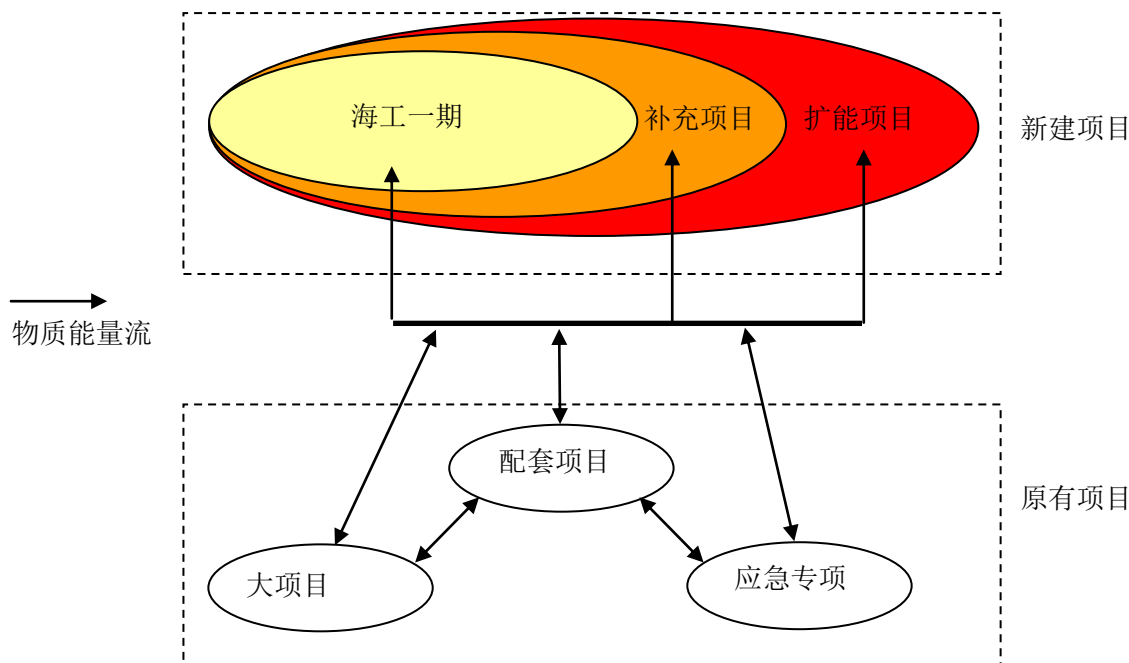 海工一期
补充项目
扩能项目
新建项目
物质能量流
配套项目
原有项目
大项目
应急专项